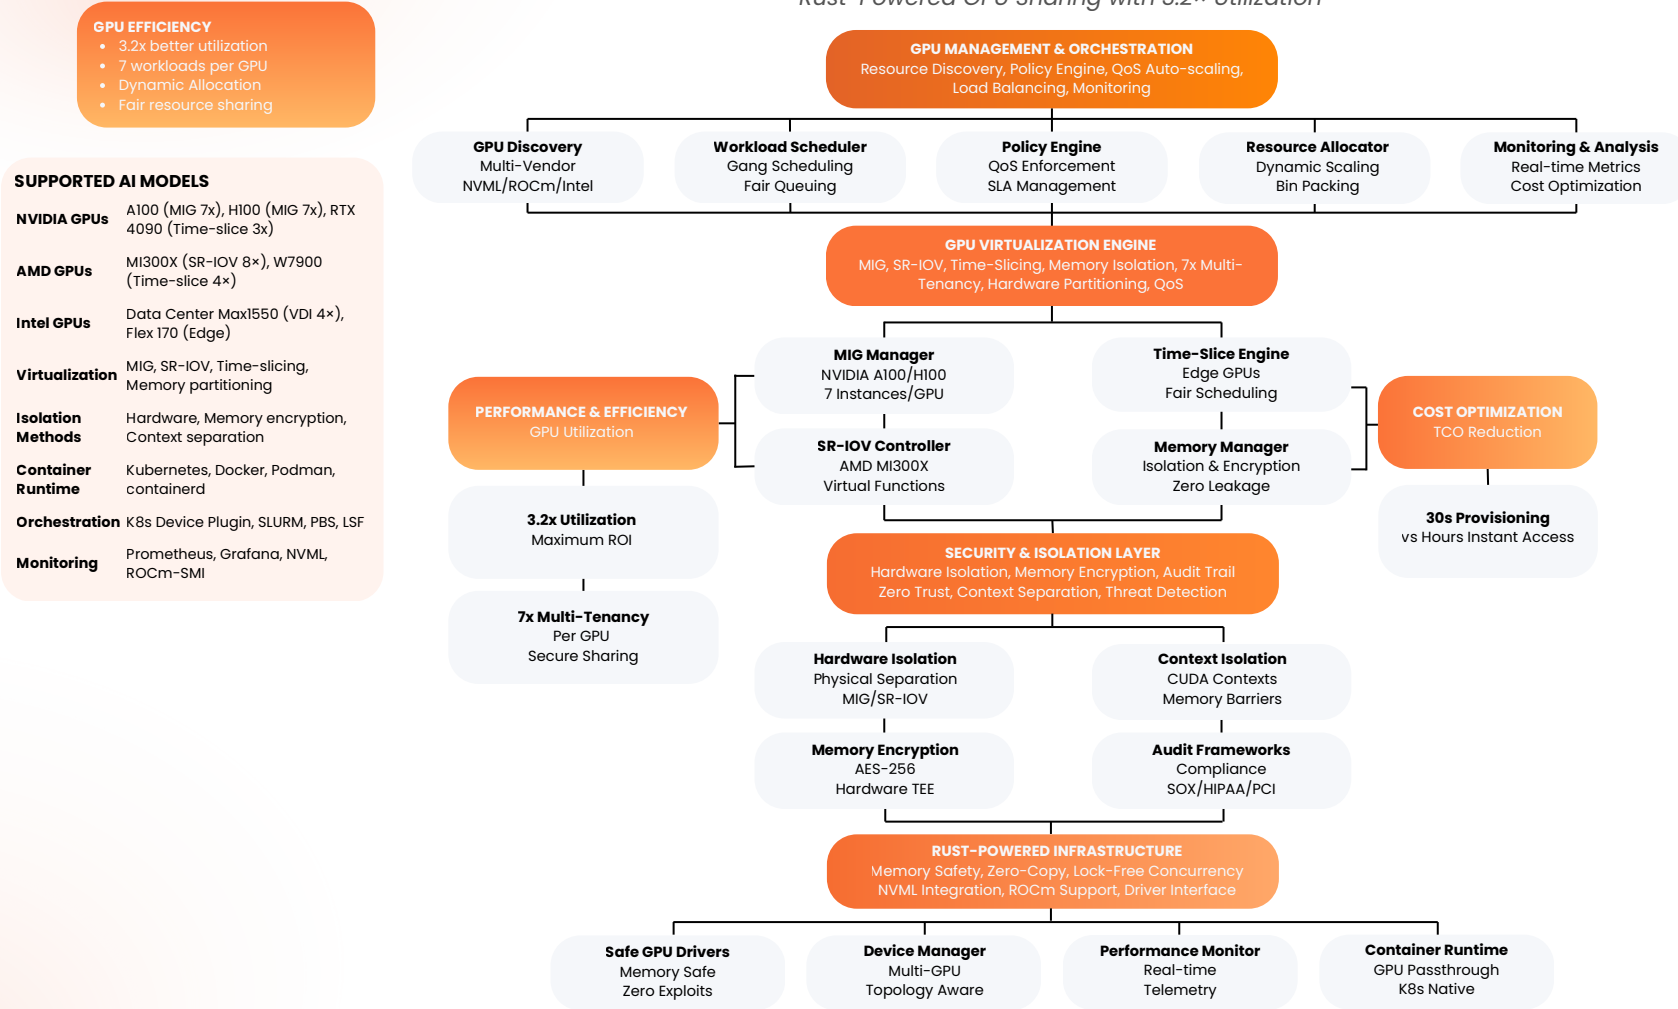 Rust-Powered GPU Sharing with 3.2× Utilization
GPU EFFICIENCY
• 3.2x better utilization
• 7 workloads per GPU
• Dynamic Allocation
• Fair resource sharing
SUPPORTED AI MODELS
NVIDIA GPUs
A100 (MIG 7x), H100 (MIG 7x), RTX
4090 (Time-slice 3x)
AMD GPUs
MI300X (SR-IOV 8×), W7900
(Time-slice 4×)
Intel GPUs
Data Center Max1550 (VDI 4×),
Flex 170 (Edge)
Virtualization
MIG, SR-IOV, Time-slicing,
Memory partitioning
Isolation
Methods
Hardware, Memory encryption,
Context separation
Container
Runtime
Kubernetes, Docker, Podman,
containerd
Orchestration
K8s Device Plugin, SLURM, PBS, LSF
Monitoring
Prometheus, Grafana, NVML,
ROCm-SMI
GPU MANAGEMENT & ORCHESTRATION
Resource Discovery, Policy Engine, QoS Auto-scaling,
Load Balancing, Monitoring
GPU Discovery
Multi-Vendor
NVML/ROCm/Intel
Workload Scheduler
Gang Scheduling
Fair Queuing
Policy Engine
QoS Enforcement
SLA Management
Resource Allocator
Dynamic Scaling
Bin Packing
Monitoring & Analysis
Real-time Metrics
Cost Optimization
GPU VIRTUALIZATION ENGINE
MIG, SR-IOV, Time-Slicing, Memory Isolation, 7x Multi-
Tenancy, Hardware Partitioning, QoS
MIG Manager
NVIDIA A100/H100
7 Instances/GPU
Time-Slice Engine
Edge GPUs
Fair Scheduling
SR-IOV Controller
AMD MI300X
Virtual Functions
Memory Manager
Isolation & Encryption
Zero Leakage
PERFORMANCE & EFFICIENCY
GPU Utilization
3.2x Utilization
Maximum ROI
7x Multi-Tenancy
Per GPU
Secure Sharing
COST OPTIMIZATION
TCO Reduction
30s Provisioning
vs Hours Instant Access
SECURITY & ISOLATION LAYER
Hardware Isolation, Memory Encryption, Audit Trail
Zero Trust, Context Separation, Threat Detection
Hardware Isolation
Physical Separation
MIG/SR-IOV
Context Isolation
CUDA Contexts
Memory Barriers
Memory Encryption
AES-256
Hardware TEE
Audit Frameworks
Compliance
SOX/HIPAA/PCI
RUST-POWERED INFRASTRUCTURE
Memory Safety, Zero-Copy, Lock-Free Concurrency
NVML Integration, ROCm Support, Driver Interface
Safe GPU Drivers
Memory Safe
Zero Exploits
Device Manager
Multi-GPU
Topology Aware
Performance Monitor
Real-time
Telemetry
Container Runtime
GPU Passthrough
K8s Native